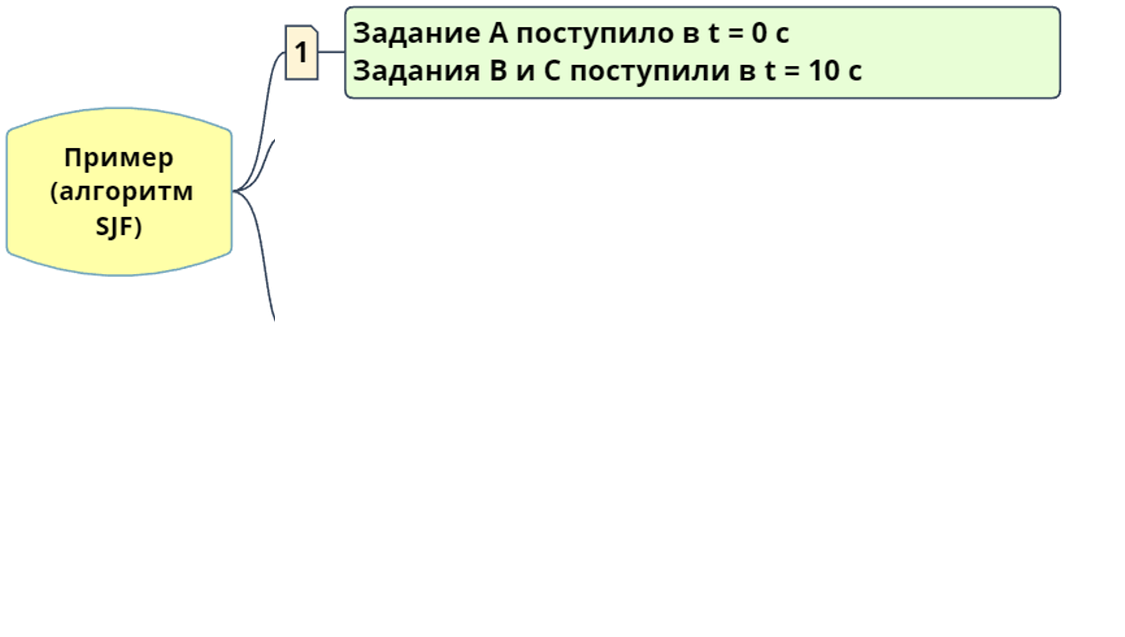 1
Задание A поступило в t = 0 с
Задания B и C поступили в t = 10 с
Пример
(алгоритм
SJF)